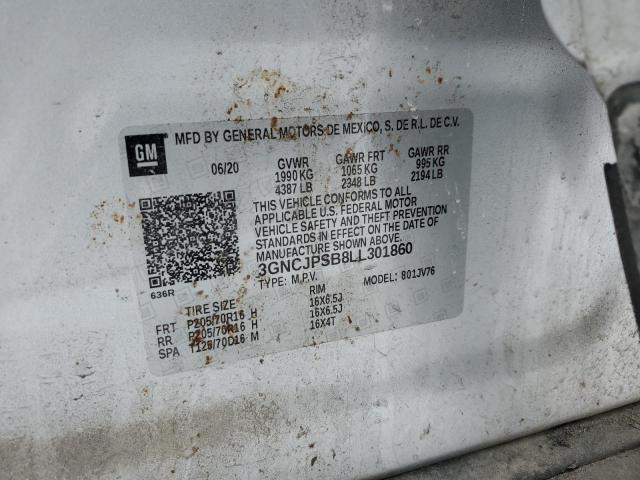 GM
MFD BY GENERAL MOTORS DE MEXICO, S. DE R.L. DE C.V.
06/20 GVWR GAWR FRT GAWR RR
1990 KG 1065 KG 995 KG
4387 LB 2348 LB 2194 LB
THIS VEHICLE CONFORMS TO ALL
APPLICABLE U.S. FEDERAL MOTOR
VEHICLE SAFETY AND THEFT PREVENTION
STANDARDS IN EFFECT ON THE DATE OF
MANUFACTURE SHOWN ABOVE.
3GNCJPSB8LL301860
636R
TYPE: M.P.V. MODEL: 801JV76
TIRE SIZE RIM
FRT P205/70R16 H 16X6.5J
RR P205/70R16 H 16X6.5J
SPA T125/70D16 M 16X4T